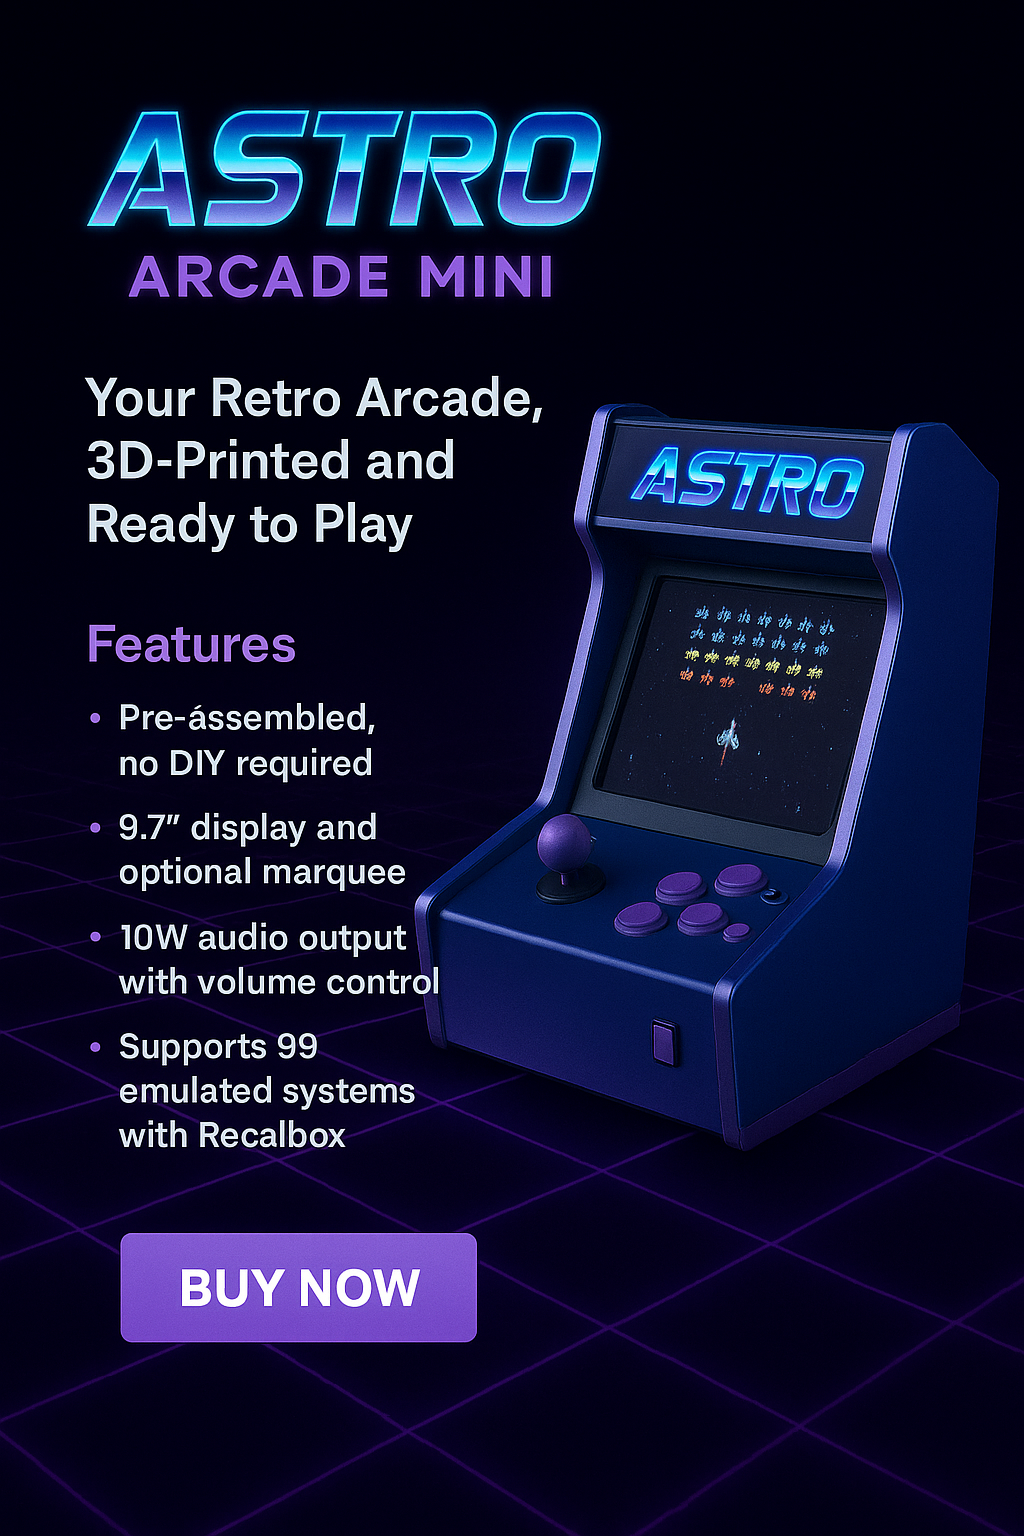 ASTRO
ARCADE MINI
Your Retro Arcade,
3D-Printed and
Ready to Play
ASTRO
Features
• Pre-ássembled,
no DIY required
• 9.7” display and
optional marquee
• 10W audio output
with volume control
• Supports 99
emulated systems
with Recalbox
BUY NOW